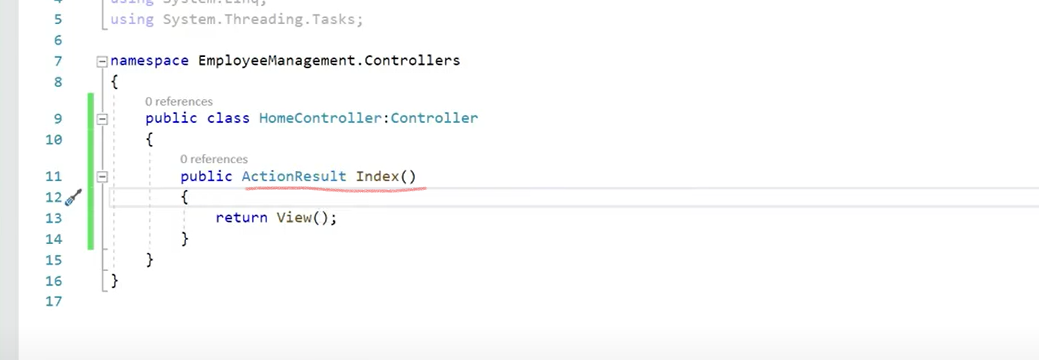 4 using System.Linq;
5 using System.Threading.Tasks;
6
7 namespace EmployeeManagement.Controllers
8 {
0 references
9 public class HomeController:Controller
10 {
0 references
11 public ActionResult Index()
12 {
13 return View();
14 }
15 }
16 }
17